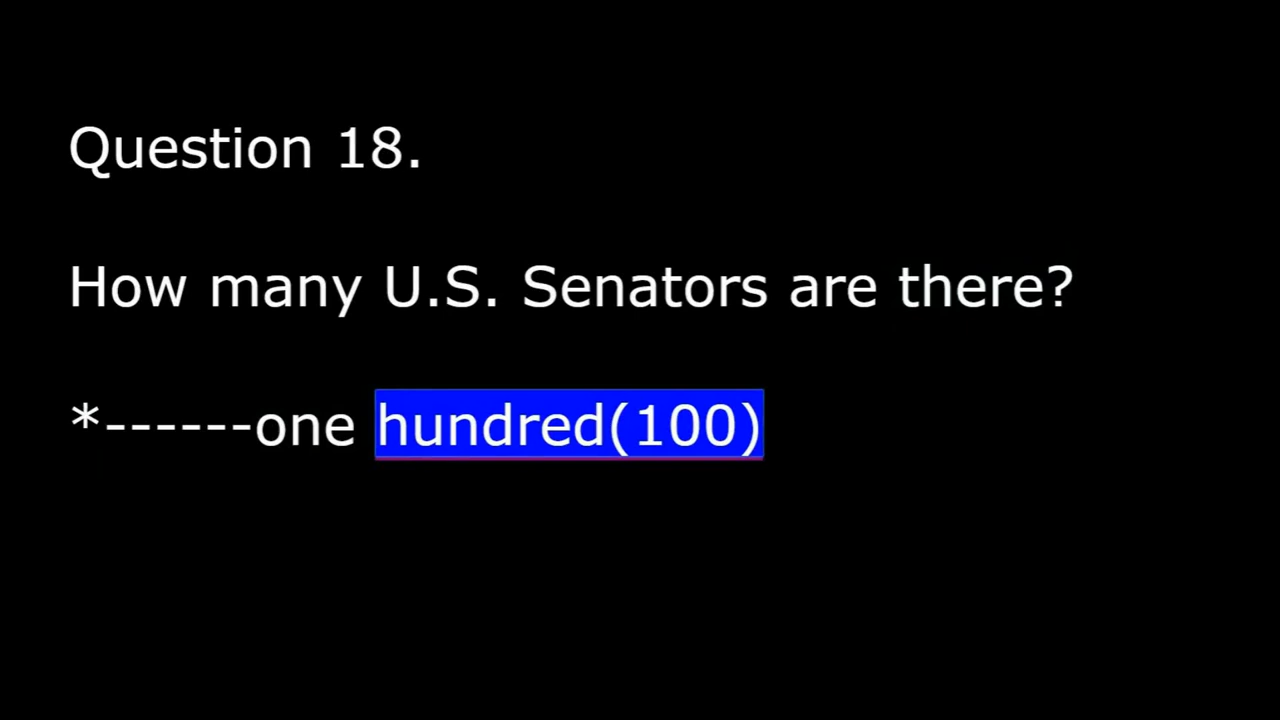 Question 18.
How many U.S. Senators are there?
*------one hundred(100)